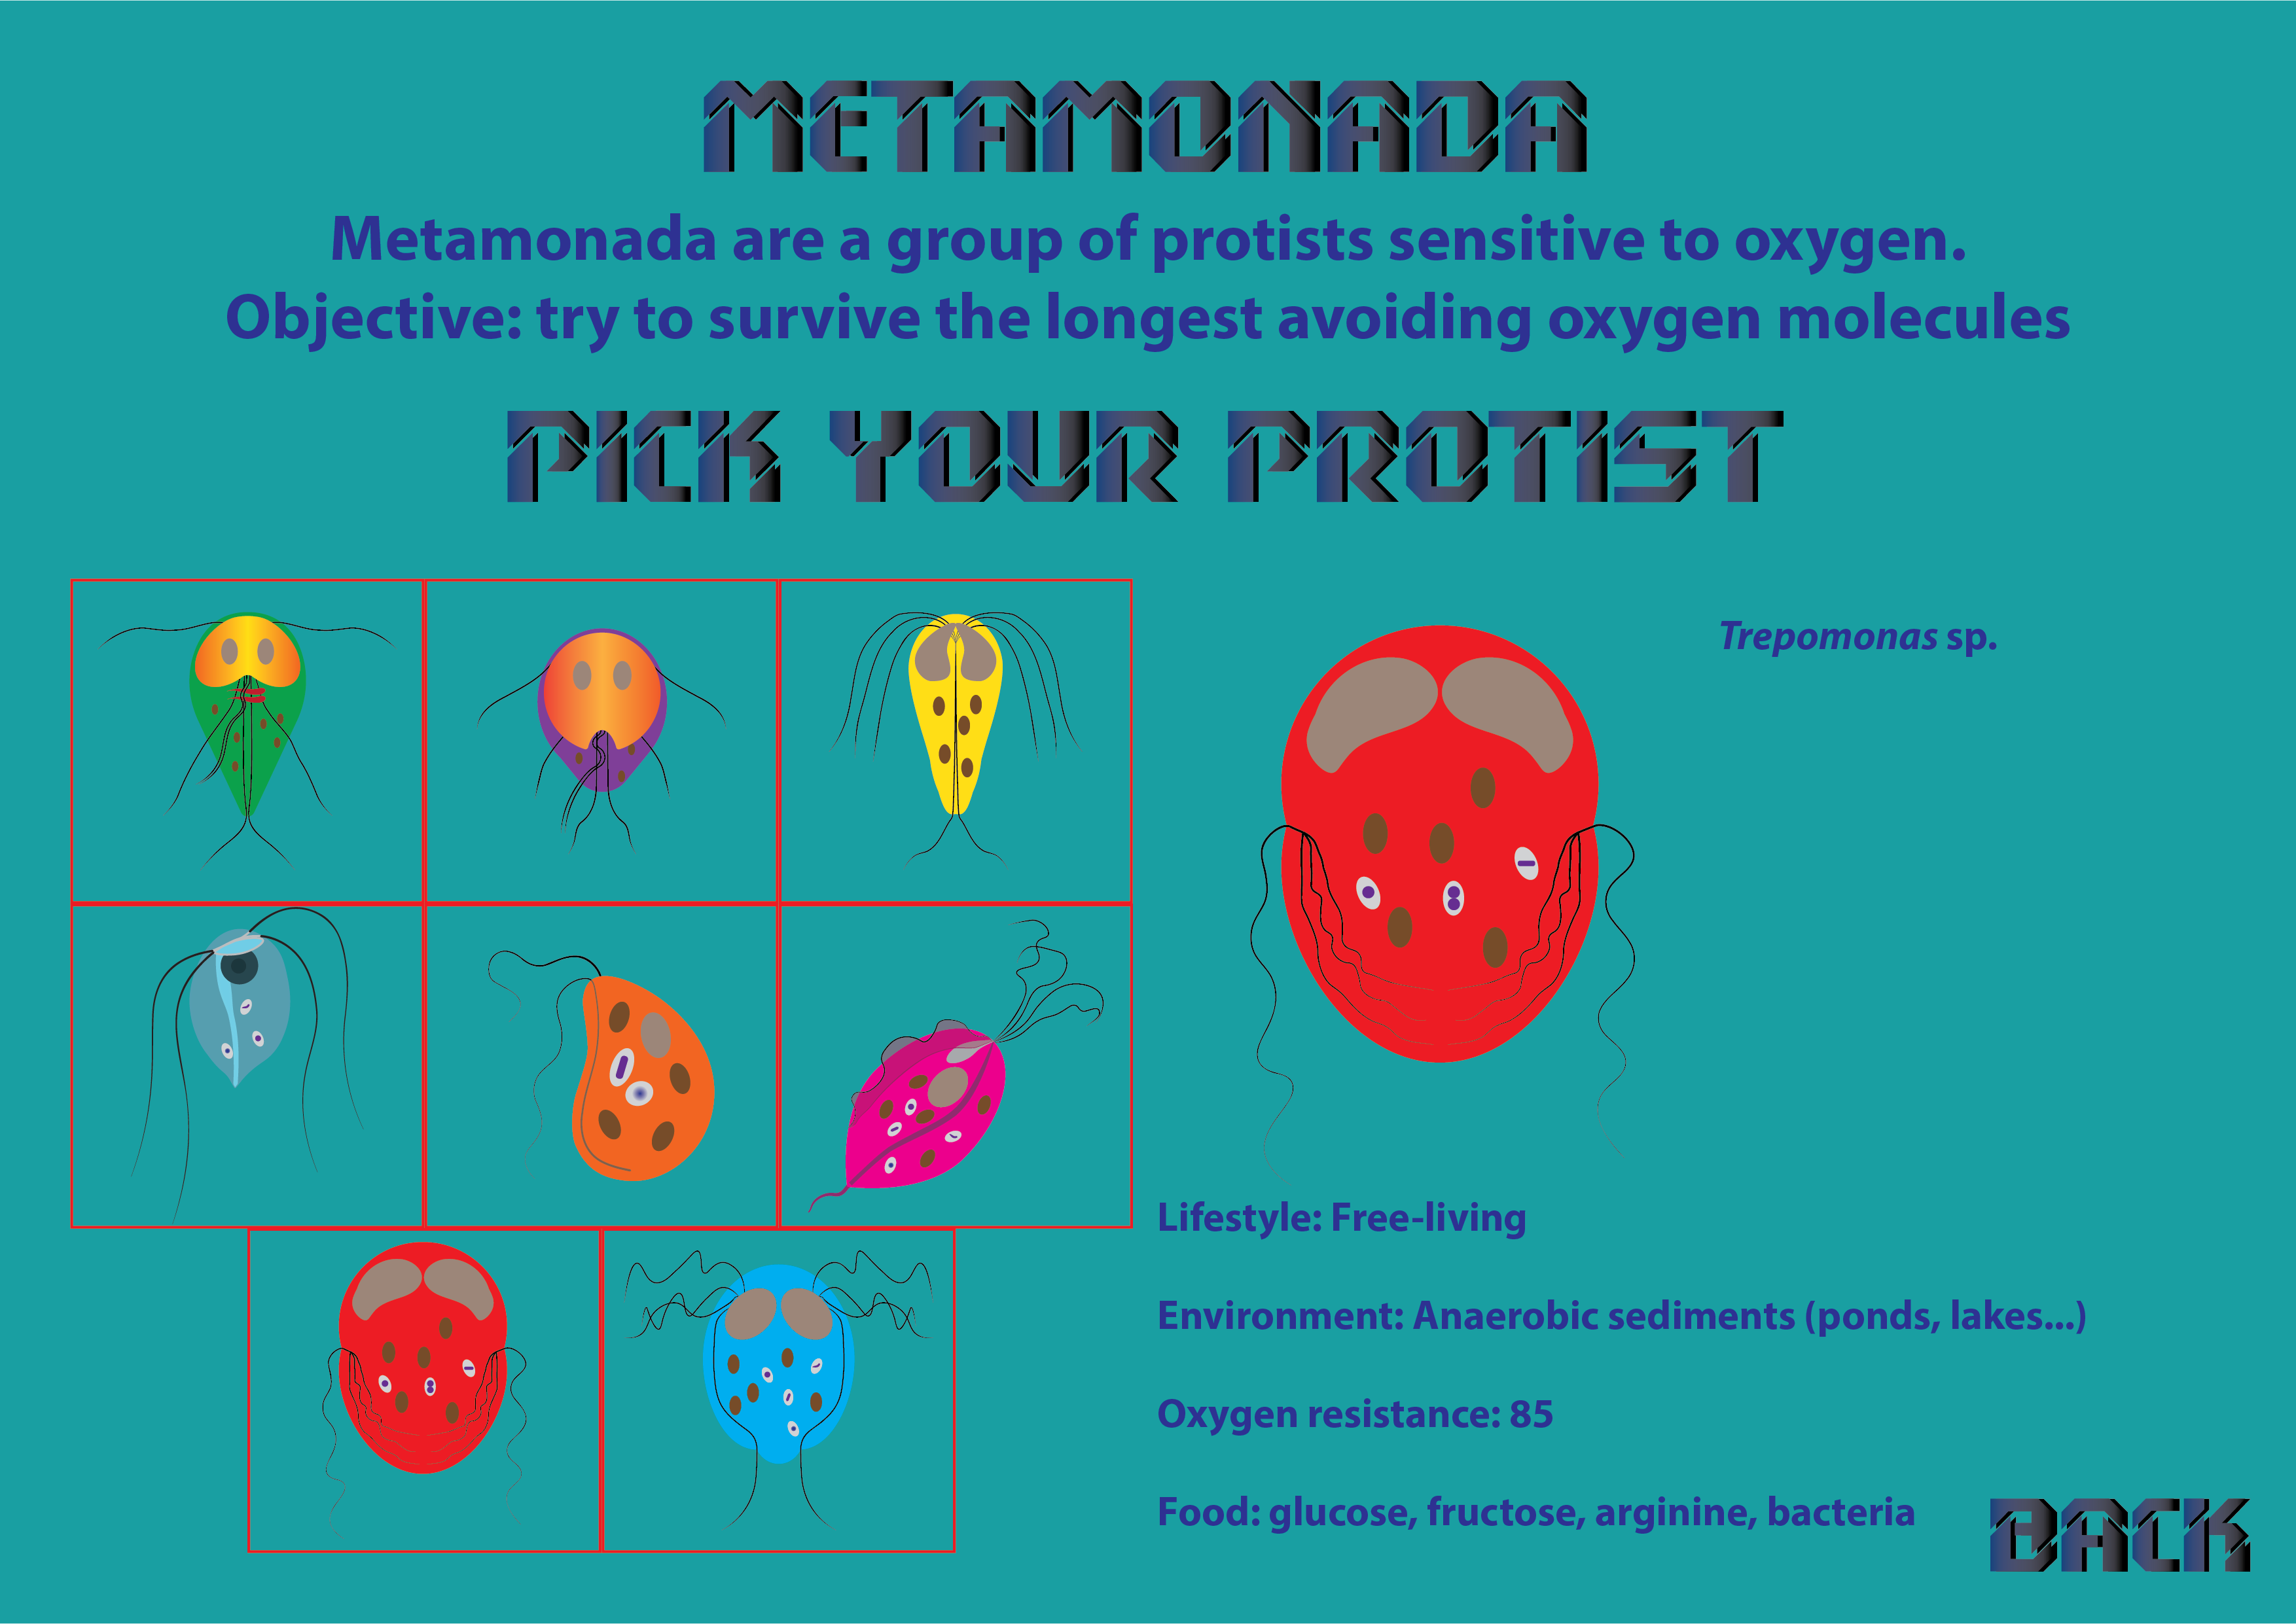 METAMONADA
Metamonada are a group of protists sensitive to oxygen.
Objective: try to survive the longest avoiding oxygen molecules
PICK YOUR PROTIST
Trepomonas sp.
Lifestyle: Free-living
Environment: Anaerobic sediments (ponds, lakes...)
Oxygen resistance: 85
Food: glucose, fructose, arginine, bacteria
BACK